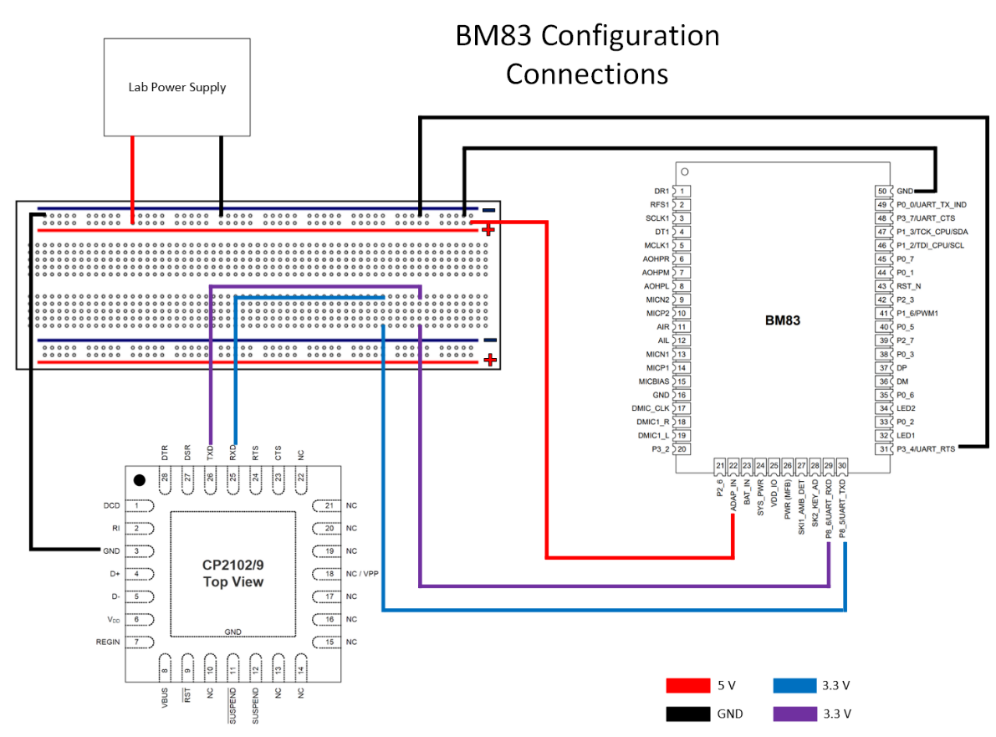 BM83 Configuration
Connections
Lab Power Supply
DR1 1
RFS1 2
SCLK1 3
DT1 4
MCLK1 5
AOHPR 6
AOHPM 7
AOHPL 8
MICN2 9
MICP2 10
AIR 11
AIL 12
MICN1 13
MICP1 14
MICBIAS 15
GND 16
DMIC_CLK 17
DMIC1_R 18
DMIC1_L 19
P3_2 20
BM83
50 GND
49 P0_6/UART_TX_IND
48 P3_7/UART_CTS
47 P1_3/TCK_CPU/SDA
46 P1_2/TDI_CPU/SCL
45 P0_7
44 P0_1
43 RST_N
42 P2_3
41 P1_6/PWM1
40 P0_5
39 P2_7
38 P0_3
37 DP
36 DM
35 P0_6
34 LED2
33 P0_2
32 LED1
31 P3_4/UART_RTS
21 P2_6
22 ADAP_IN
23 BAT_IN
24 SYS_PWR
25 VDD_IO
26 PWR (MFB)
27 SKI1_AMB_DET
28 SK2_KEY_AD
29 P8_6/UART_RXD
30 P8_5/UART_TXD
- +
- +
DTR 28
DSR 27
TXD 26
RXD 25
RTS 24
CTS 23
NC 22
DCD 1
RI 2
GND 3
D+ 4
D- 5
VDD 6
REGIN 7
CP2102/9
Top View
GND
21 NC
20 NC
19 NC
18 NC / VPP
17 NC
16 NC
15 NC
8 VBUS
9 RST
10 NC
11 SUSPEND
12 SUSPEND
13 NC
14 NC
5 V
3.3 V
GND
3.3 V